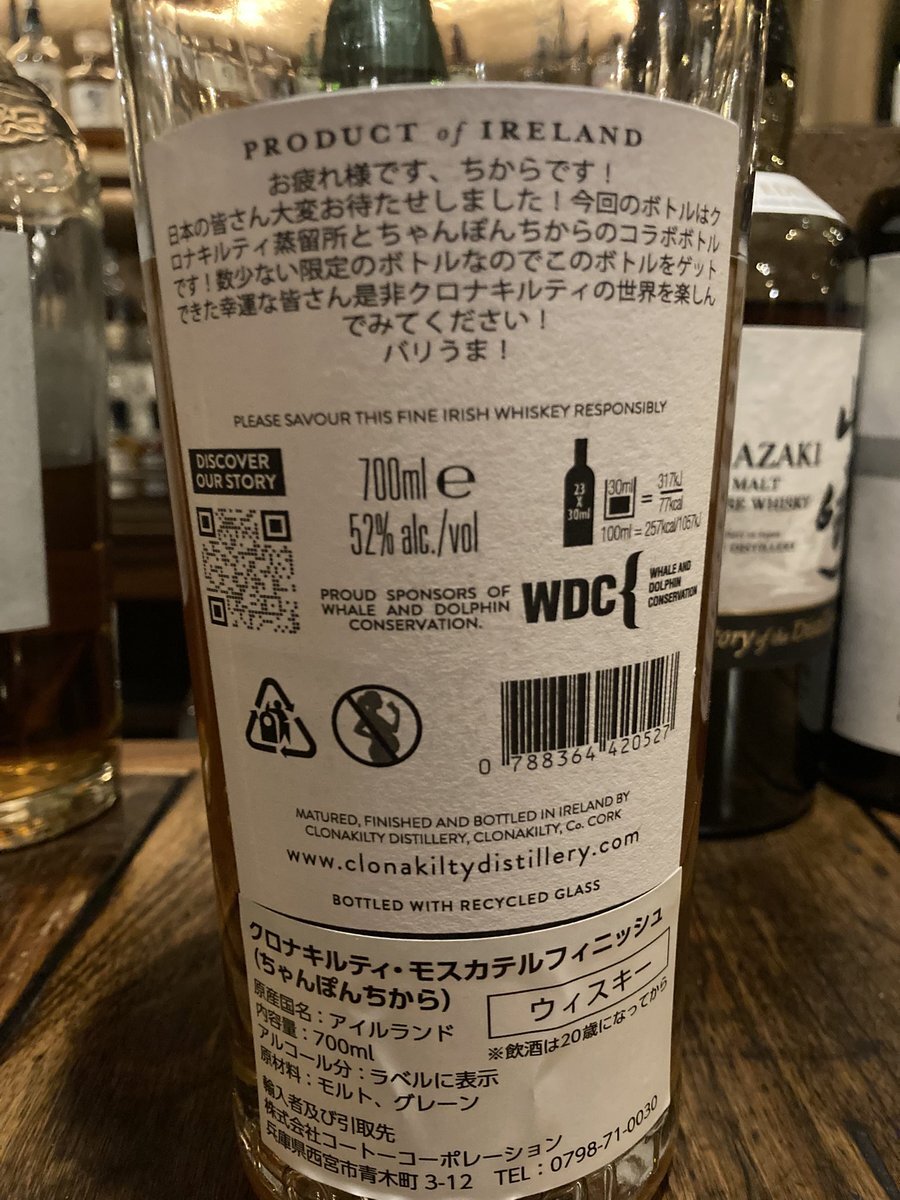 PRODUCT of IRELAND
お疲れ様です、ちからです!
日本の皆さん大変お待たせしました!今回のボトルはク
ロナキルティ蒸留所とちゃんぽんちからのコラボボトル
です!数少ない限定のボトルなのでこのボトルをゲット
できた幸運な皆さん是非クロナキルティの世界を楽しん
でみてください!
バリうま!
PLEASE SAVOUR THIS FINE IRISH WHISKEY RESPONSIBLY
DISCOVER
OUR STORY
700ml e
52% alc./vol
23
X
30ml
30ml = 317kJ
77kcal
100ml = 257kcal/1057kJ
PROUD SPONSORS OF
WHALE AND DOLPHIN
CONSERVATION.
WDC
WHALE AND
DOLPHIN
CONSERVATION
0 788364 420527
MATURED, FINISHED AND BOTTLED IN IRELAND BY
CLONAKILTY DISTILLERY, CLONAKILTY, Co. CORK
www.clonakiltydistillery.com
BOTTLED WITH RECYCLED GLASS
クロナキルティ・モスカテルフィニッシュ
(ちゃんぽんちから)
ウィスキー
原産国名:アイルランド
内容量:700ml
※飲酒は20歳になってから
アルコール分:ラベルに表示
原材料:モルト、グレーン
輸入者及び引取先
株式会社コートーコーポレーション
兵庫県西宮市青木町 3-12 TEL:0798-71-0030
AZAKI
MALT
WHISKY
of the